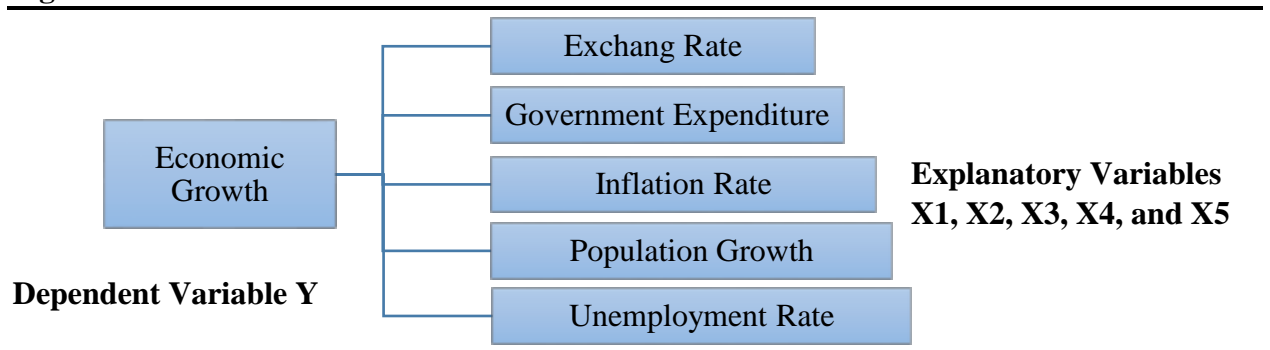 Exchang Rate
Government Expenditure
Economic
Growth
Inflation Rate
Explanatory Variables
X1, X2, X3, X4, and X5
Population Growth
Dependent Variable Y
Unemployment Rate